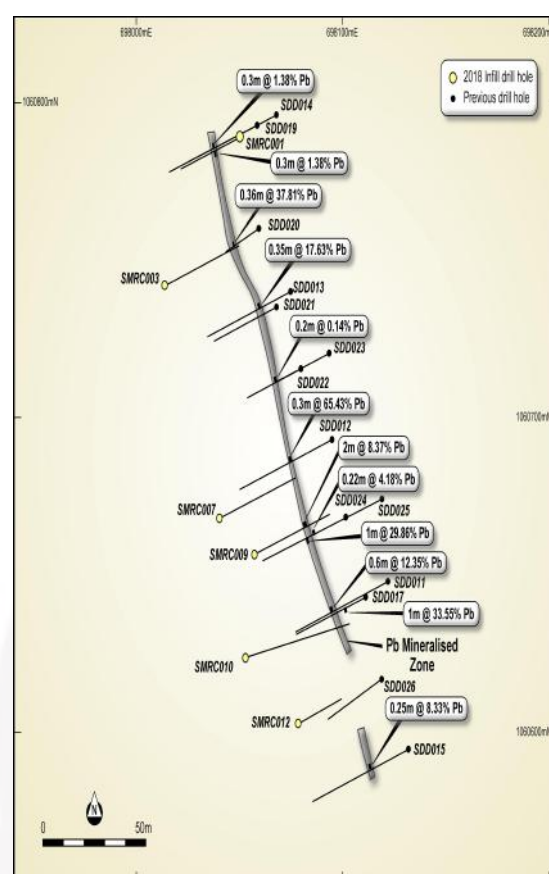 698000mE
698100mE
698200mE
2018 Infill drill hole
Previous drill hole
1060800mN
0.3m @ 1.38% Pb
SDD014
SDD019
SMRC001
0.3m @ 1.38% Pb
0.36m @ 37.81% Pb
SDD020
0.35m @ 17.63% Pb
SMRC003
SDD013
SDD021
0.2m @ 0.14% Pb
SDD023
SDD022
0.3m @ 65.43% Pb
SDD012
1060700mN
2m @ 8.37% Pb
0.22m @ 4.18% Pb
SDD024
SDD025
SMRC007
1m @ 29.86% Pb
SMRC009
0.6m @ 12.35% Pb
SDD011
SDD017
1m @ 33.55% Pb
Pb Mineralised
Zone
SMRC010
SDD026
0.25m @ 8.33% Pb
SMRC012
1060600mN
SDD015
N
0
50m